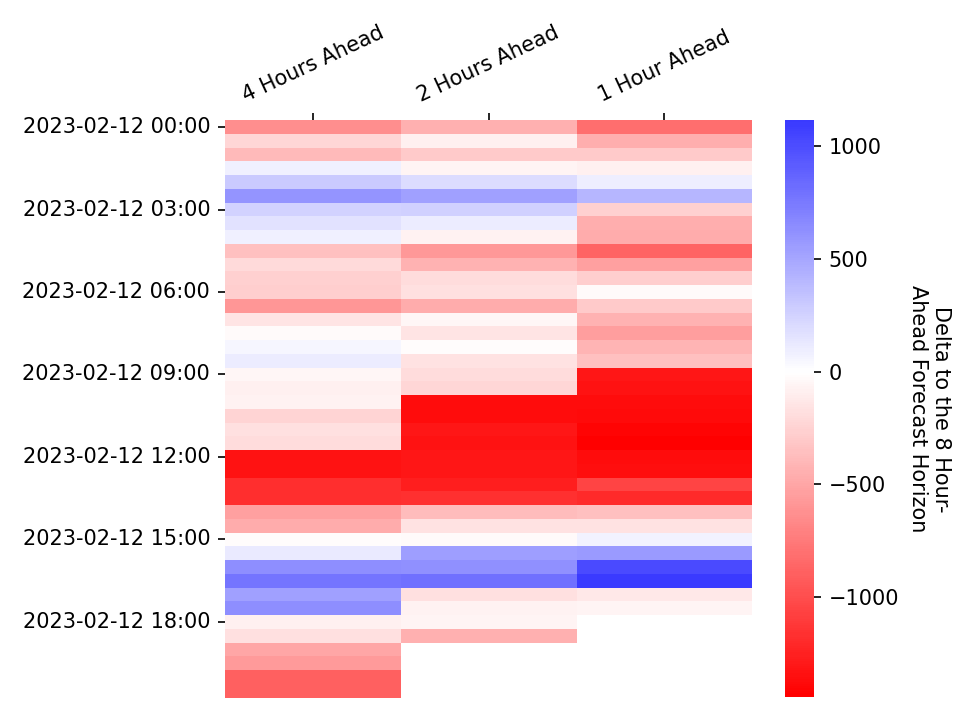 4 Hours Ahead
2 Hours Ahead
1 Hour Ahead
2023-02-12 00:00
2023-02-12 03:00
2023-02-12 06:00
2023-02-12 09:00
2023-02-12 12:00
2023-02-12 15:00
2023-02-12 18:00
1000
500
0
−500
−1000
Delta to the 8 Hour-
Ahead Forecast Horizon